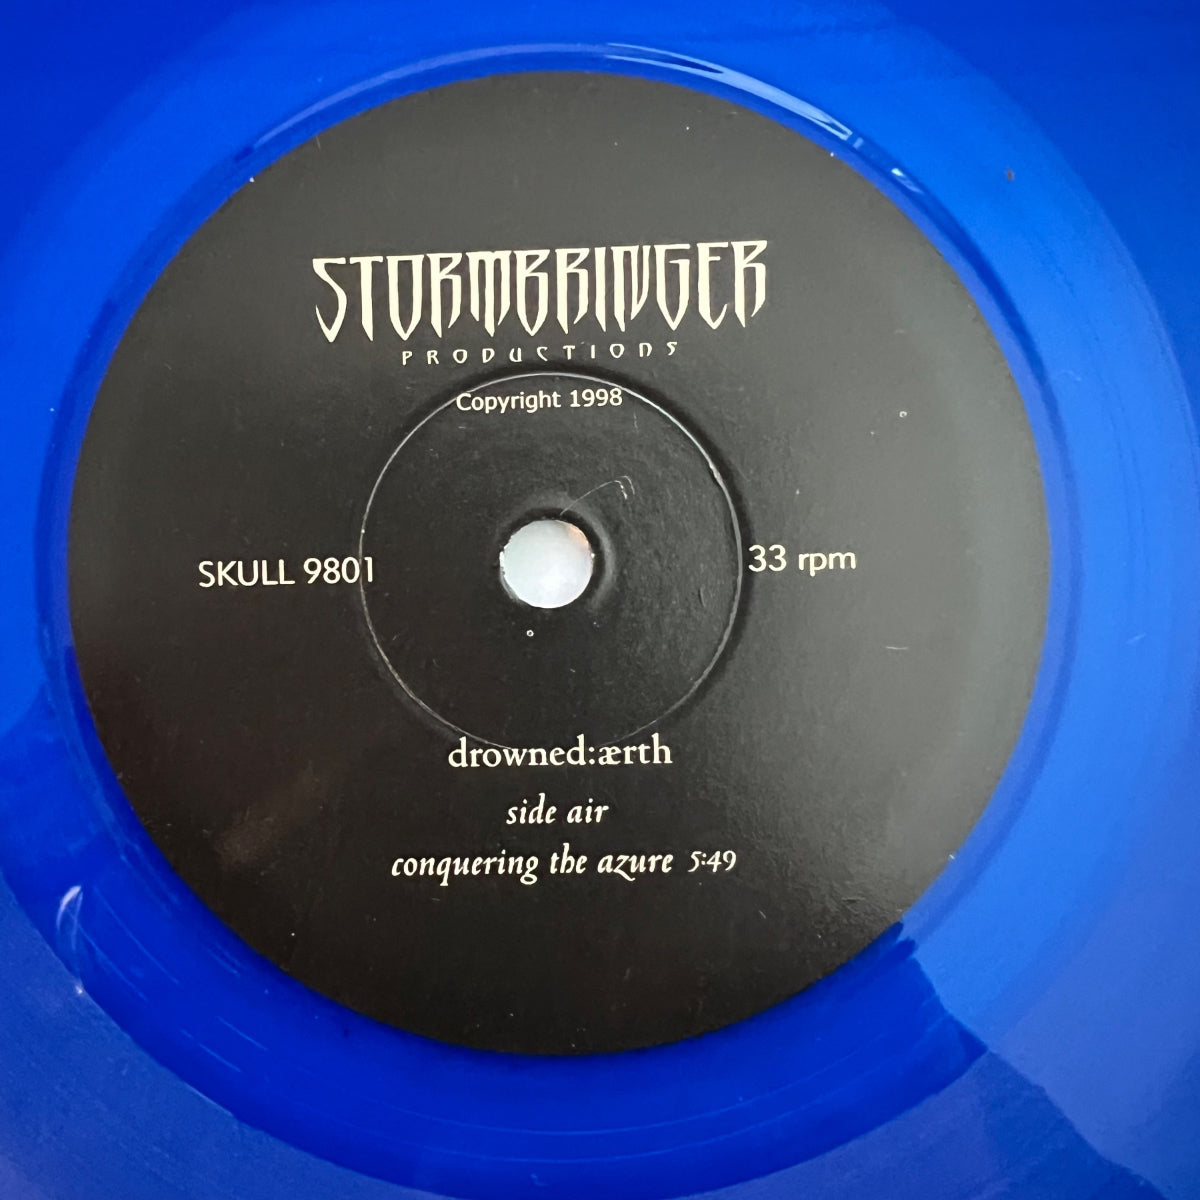 STORMBRINGER
PRODUCTIONS
Copyright 1998
SKULL 9801
33 rpm
drowned:ærth
side air
conquering the azure 5:49